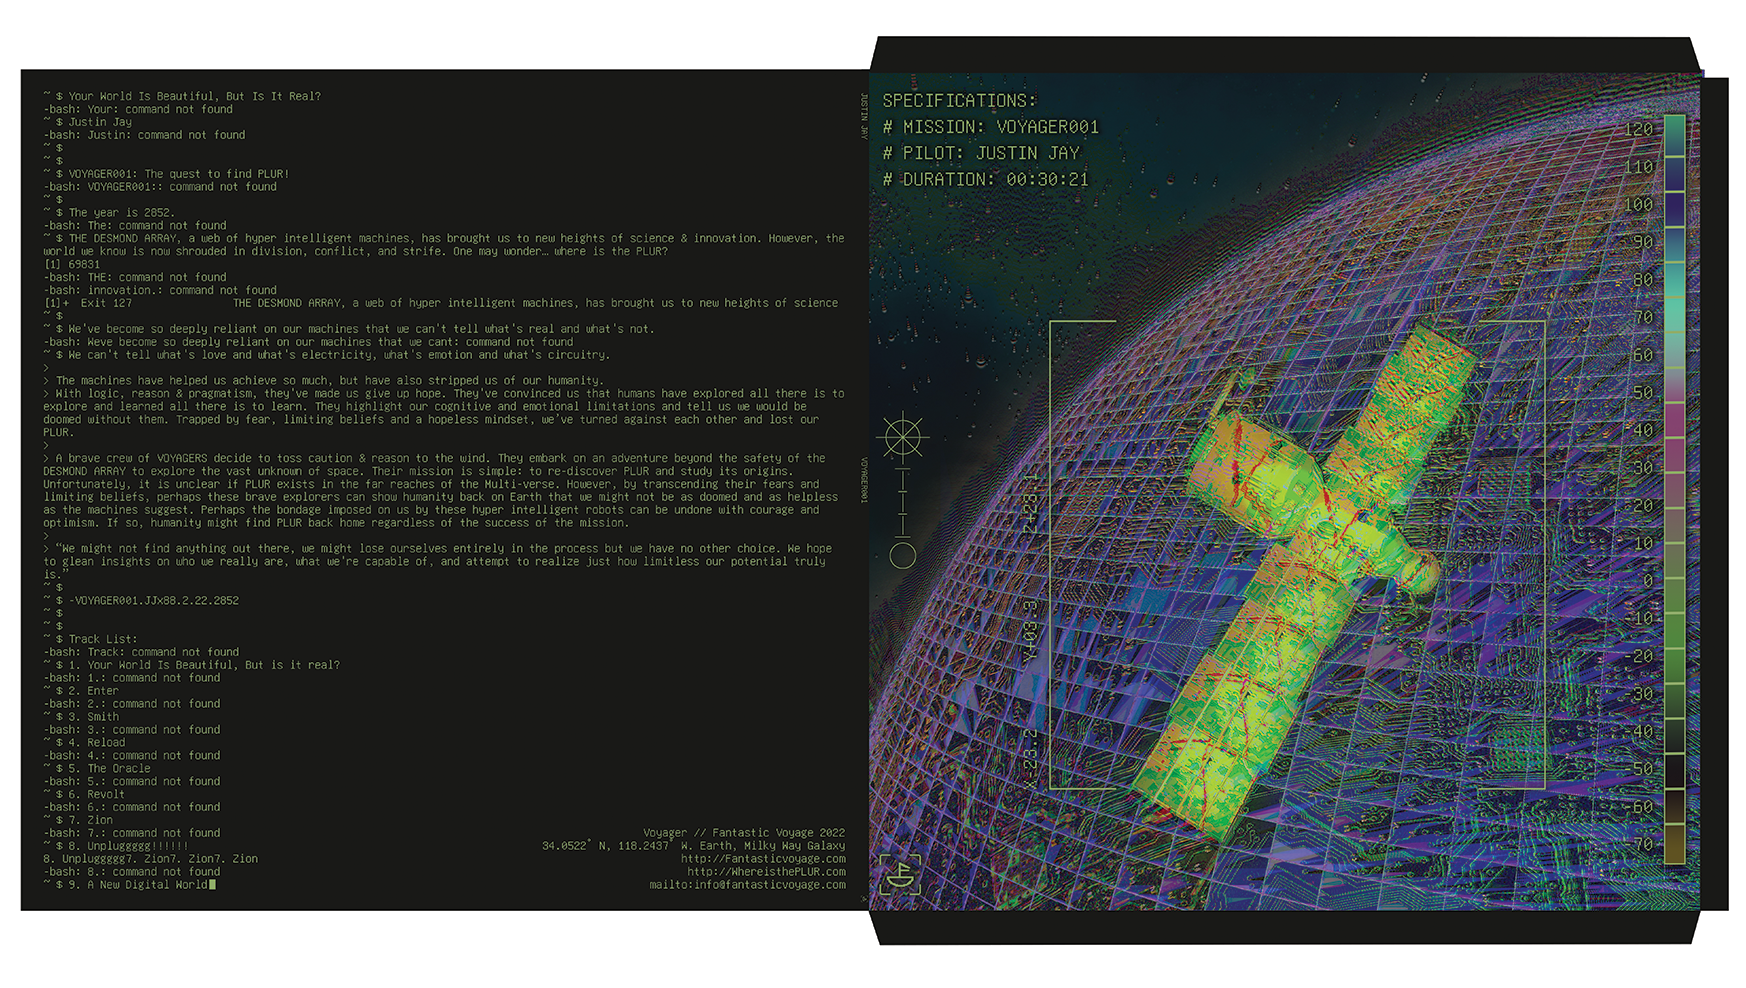 ~ $ Your World Is Beautiful, But Is It Real?
-bash: Your: command not found
~ $ Justin Jay
-bash: Justin: command not found
~ $
~ $
~ $ VOYAGER001: The quest to find PLUR!
-bash: VOYAGER001:: command not found
~ $
~ $ The year is 2852.
-bash: The: command not found
~ $ THE DESMOND ARRAY, a web of hyper intelligent machines, has brought us to new heights of science & innovation. However, the
world we know is now shrouded in division, conflict, and strife. One may wonder… where is the PLUR?
[1] 69831
-bash: THE: command not found
-bash: innovation.: command not found
[1]+  Exit 127                THE DESMOND ARRAY, a web of hyper intelligent machines, has brought us to new heights of science
~ $
~ $ We've become so deeply reliant on our machines that we can't tell what's real and what's not.
-bash: Weve become so deeply reliant on our machines that we cant: command not found
~ $ We can't tell what's love and what's electricity, what's emotion and what's circuitry.
>
> The machines have helped us achieve so much, but have also stripped us of our humanity.
> With logic, reason & pragmatism, they've made us give up hope. They've convinced us that humans have explored all there is to
explore and learned all there is to learn. They highlight our cognitive and emotional limitations and tell us we would be
doomed without them. Trapped by fear, limiting beliefs and a hopeless mindset, we've turned against each other and lost our
PLUR.
>
> A brave crew of VOYAGERS decide to toss caution & reason to the wind. They embark on an adventure beyond the safety of the
DESMOND ARRAY to explore the vast unknown of space. Their mission is simple: to re-discover PLUR and study its origins.
Unfortunately, it is unclear if PLUR exists in the far reaches of the Multi-verse. However, by transcending their fears and
limiting beliefs, perhaps these brave explorers can show humanity back on Earth that we might not be as doomed and as helpless
as the machines suggest. Perhaps the bondage imposed on us by these hyper intelligent robots can be undone with courage and
optimism. If so, humanity might find PLUR back home regardless of the success of the mission.
>
> “We might not find anything out there, we might lose ourselves entirely in the process but we have no other choice. We hope
to glean insights on who we really are, what we're capable of, and attempt to realize just how limitless our potential truly
is.”
~ $
~ $ -VOYAGER001.JJx88.2.22.2852
~ $
~ $
~ $ Track List:
-bash: Track: command not found
~ $ 1. Your World Is Beautiful, But is it real?
-bash: 1.: command not found
~ $ 2. Enter
-bash: 2.: command not found
~ $ 3. Smith
-bash: 3.: command not found
~ $ 4. Reload
-bash: 4.: command not found
~ $ 5. The Oracle
-bash: 5.: command not found
~ $ 6. Revolt
-bash: 6.: command not found
~ $ 7. Zion
-bash: 7.: command not found
~ $ 8. Unpluggggg!!!!!!
8. Unpluggggg7. Zion7. Zion7. Zion
-bash: 8.: command not found
~ $ 9. A New Digital World
Voyager // Fantastic Voyage 2022
34.0522° N, 118.2437° W. Earth, Milky Way Galaxy
http://Fantasticvoyage.com
http://WhereisthePLUR.com
mailto:info@fantasticvoyage.com
JUSTIN JAY
VOYAGER001
SPECIFICATIONS:
# MISSION: VOYAGER001
# PILOT: JUSTIN JAY
# DURATION: 00:30:21
X-23.2 Y+03.3 Z+28.1
120
110
100
90
80
70
60
50
40
30
20
10
0
-10
-20
-30
-40
-50
-60
-70